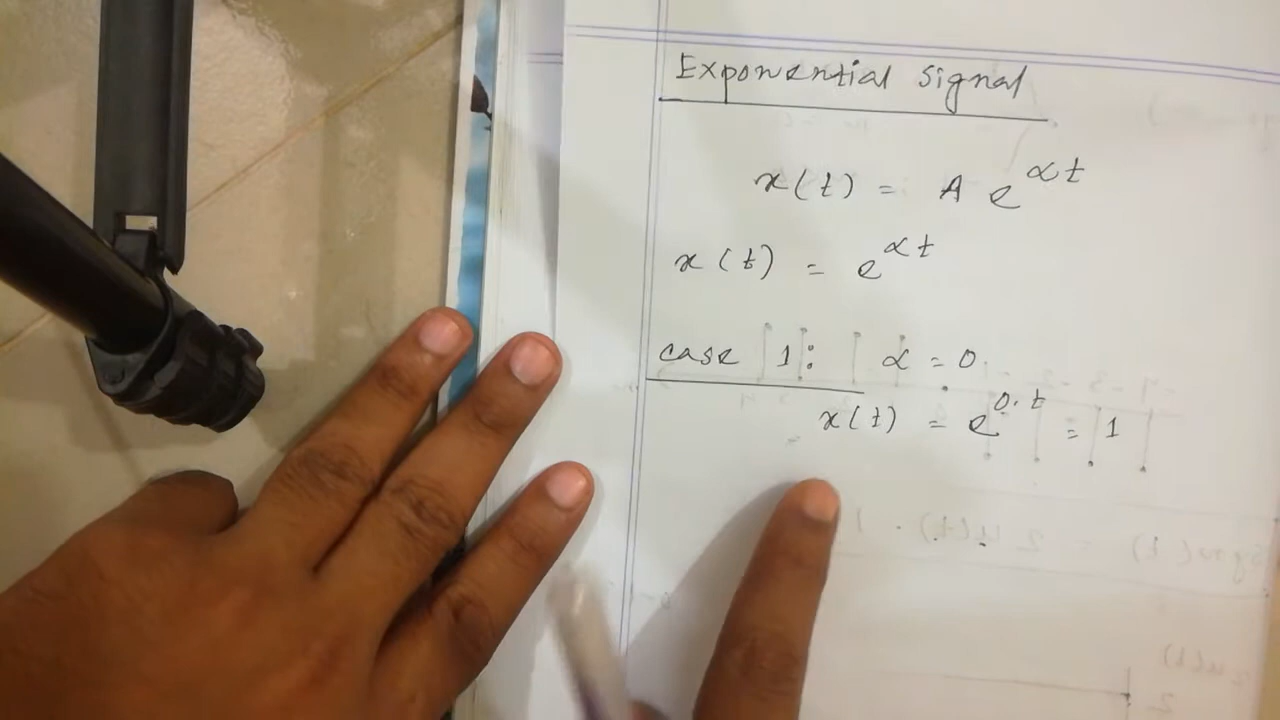 Exponential Signal
x(t) = A e^αt
x(t) = e^αt
case 1: α = 0
x(t) = e^0.t = 1